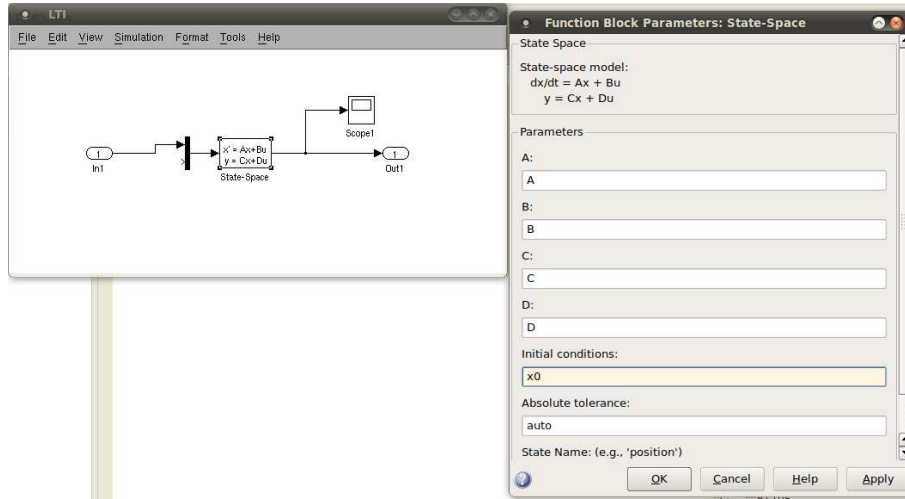 LTI
File Edit View Simulation Format Tools Help
1
In1
x' = Ax+Bu
y = Cx+Du
State-Space
Scope1
1
Out1
Function Block Parameters: State-Space
State Space
State-space model:
dx/dt = Ax + Bu
y = Cx + Du
Parameters
A:
A
B:
B
C:
C
D:
D
Initial conditions:
x0
Absolute tolerance:
auto
State Name: (e.g., 'position')
OK Cancel Help Apply